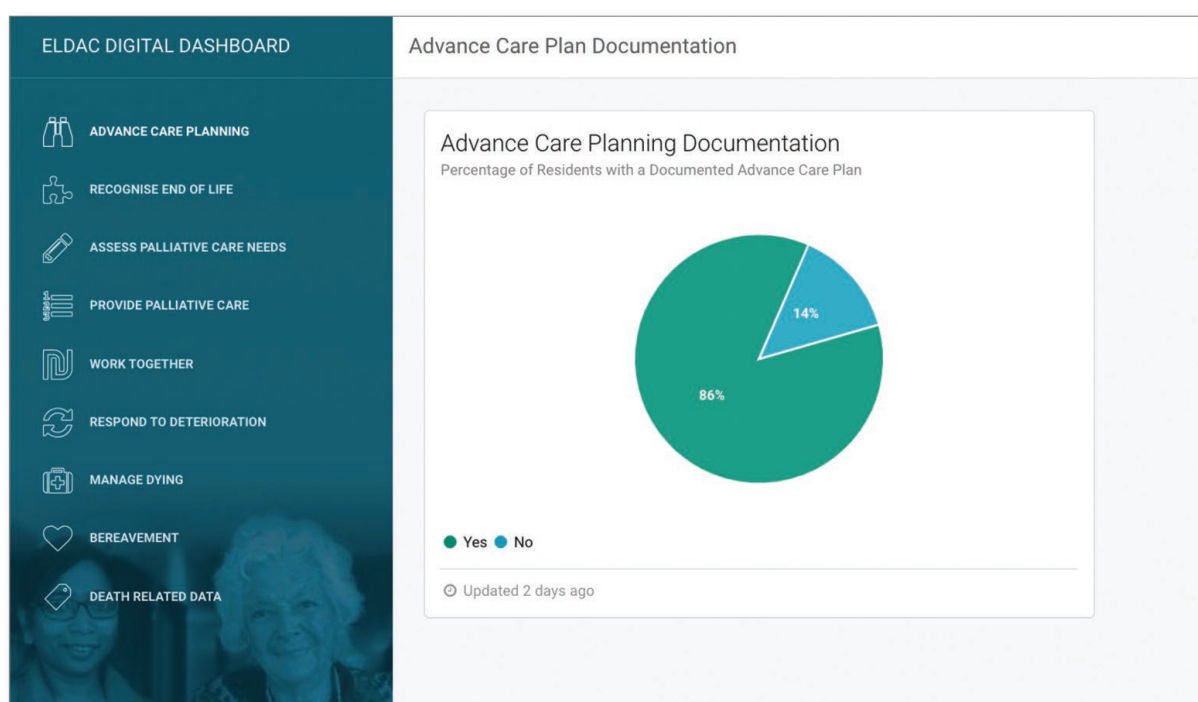 ELDAC DIGITAL DASHBOARD
Advance Care Plan Documentation
ADVANCE CARE PLANNING
RECOGNISE END OF LIFE
ASSESS PALLIATIVE CARE NEEDS
PROVIDE PALLIATIVE CARE
WORK TOGETHER
RESPOND TO DETERIORATION
MANAGE DYING
BEREAVEMENT
DEATH RELATED DATA
Advance Care Planning Documentation
Percentage of Residents with a Documented Advance Care Plan
14%
86%
Yes No
Updated 2 days ago